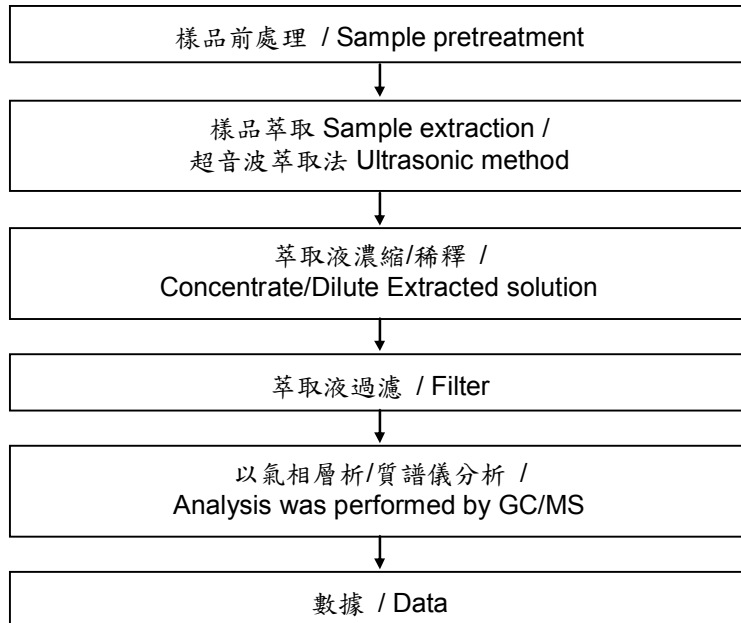 樣品前處理 / Sample pretreatment
樣品萃取 Sample extraction /
超音波萃取法 Ultrasonic method
萃取液濃縮/稀釋 /
Concentrate/Dilute Extracted solution
萃取液過濾 / Filter
以氣相層析/質譜儀分析 /
Analysis was performed by GC/MS
數據 / Data